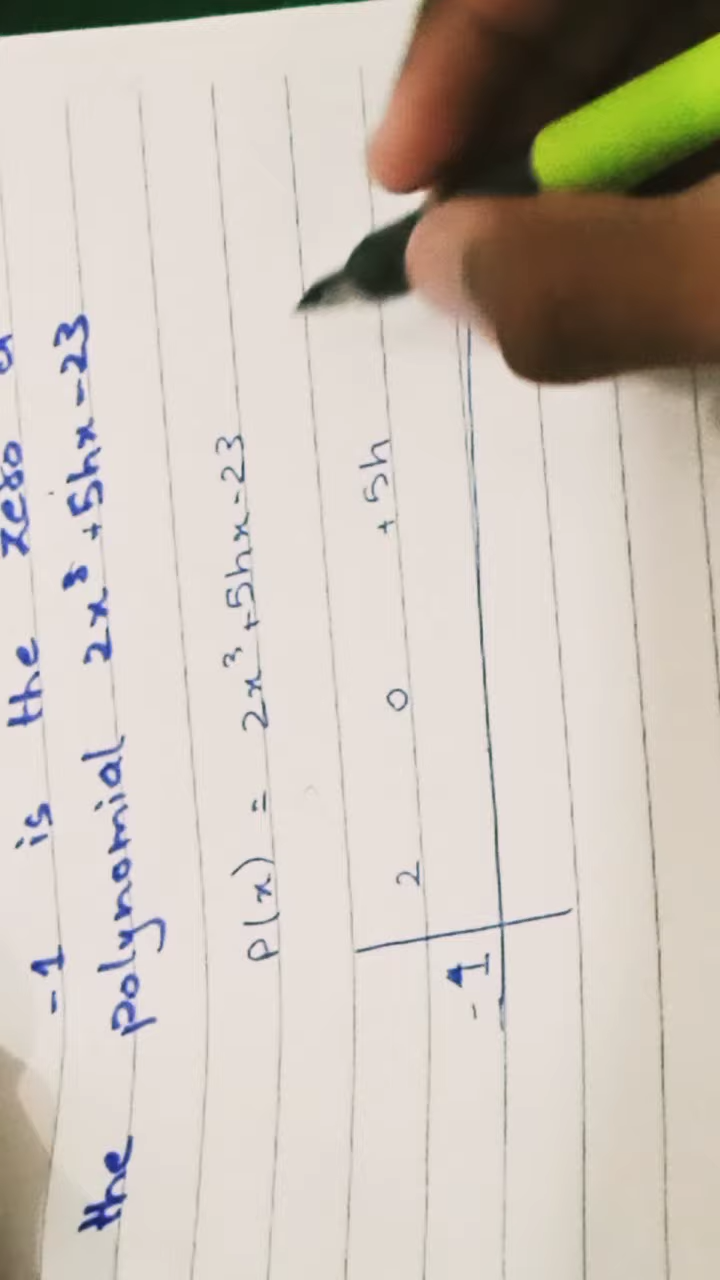 -1 is the zero
the polynomial 2x³+5hx-23
P(x) = 2x³+5hx-23
2 0 +5h
-1